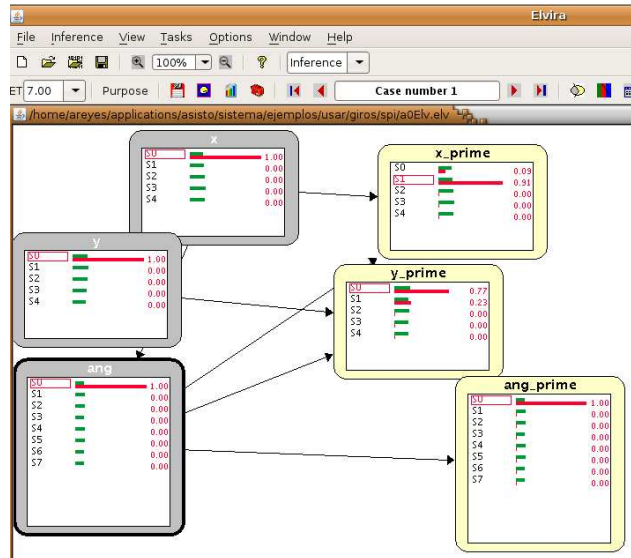 Elvira
File Inference View Tasks Options Window Help
100% Inference
ET 7.00 Purpose Case number 1
/home/areyes/applications/asisto/sistema/ejemplos/usar/giros/spi/a0Elv.elv
x
S0 1.00
S1 0.00
S2 0.00
S3 0.00
S4 0.00
x_prime
S0 0.09
S1 0.91
S2 0.00
S3 0.00
S4 0.00
y
S0 1.00
S1 0.00
S2 0.00
S3 0.00
S4 0.00
y_prime
S0 0.77
S1 0.23
S2 0.00
S3 0.00
S4 0.00
ang
S0 1.00
S1 0.00
S2 0.00
S3 0.00
S4 0.00
S5 0.00
S6 0.00
S7 0.00
ang_prime
S0 1.00
S1 0.00
S2 0.00
S3 0.00
S4 0.00
S5 0.00
S6 0.00
S7 0.00